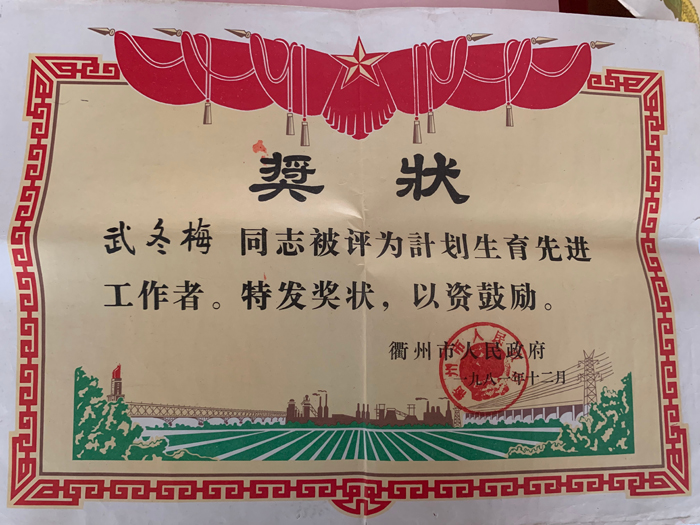 奨狀
武冬梅 同志被评为計划生育先进
工作者。特发奖状，以资鼓励。
衢州市人民政府
一九八一年十二月